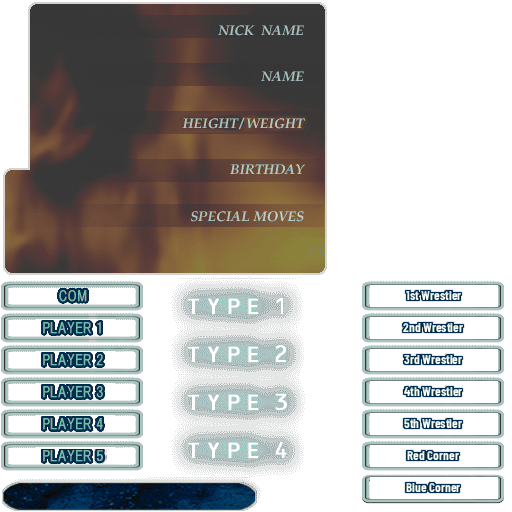 NICK NAME
NAME
HEIGHT/WEIGHT
BIRTHDAY
SPECIAL MOVES
COM
PLAYER 1
PLAYER 2
PLAYER 3
PLAYER 4
PLAYER 5
TYPE 1
TYPE 2
TYPE 3
TYPE 4
1st Wrestler
2nd Wrestler
3rd Wrestler
4th Wrestler
5th Wrestler
Red Corner
Blue Corner